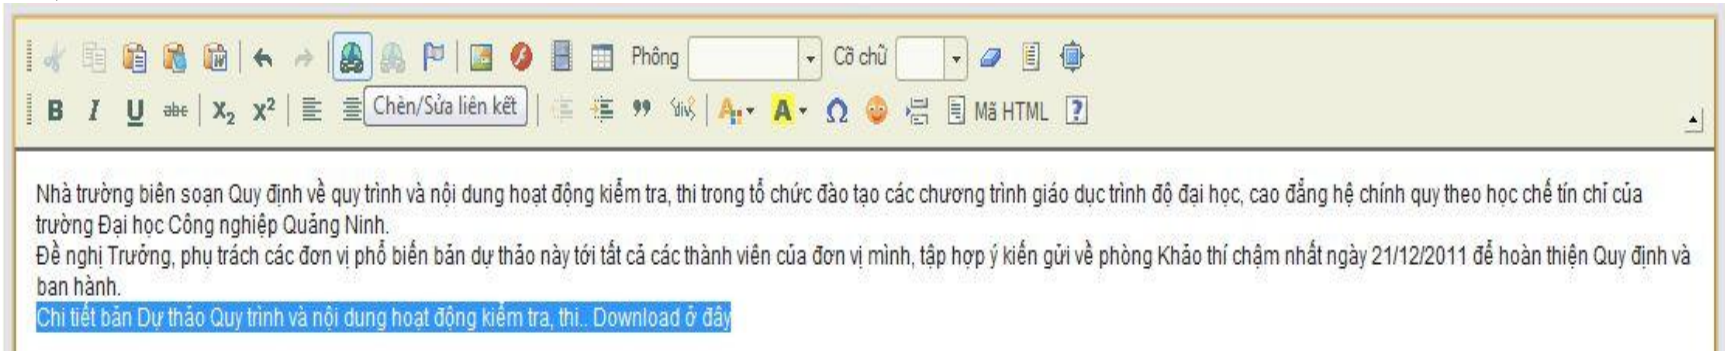 Phông Cỡ chữ
B I U abc X₂ X² Chèn/Sửa liên kết div A A Ω Mã HTML ?
Nhà trường biên soạn Quy định về quy trình và nội dung hoạt động kiểm tra, thi trong tổ chức đào tạo các chương trình giáo dục trình độ đại học, cao đẳng hệ chính quy theo học chế tín chỉ của
trường Đại học Công nghiệp Quảng Ninh.
Đề nghị Trưởng, phụ trách các đơn vị phổ biến bản dự thảo này tới tất cả các thành viên của đơn vị mình, tập hợp ý kiến gửi về phòng Khảo thí chậm nhất ngày 21/12/2011 để hoàn thiện Quy định và
ban hành.
Chi tiết bản Dự thảo Quy trình và nội dung hoạt động kiểm tra, thi.. Download ở đây